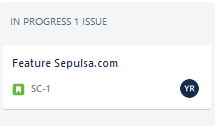 IN PROGRESS 1 ISSUE
Feature Sepulsa.com
SC-1
YR